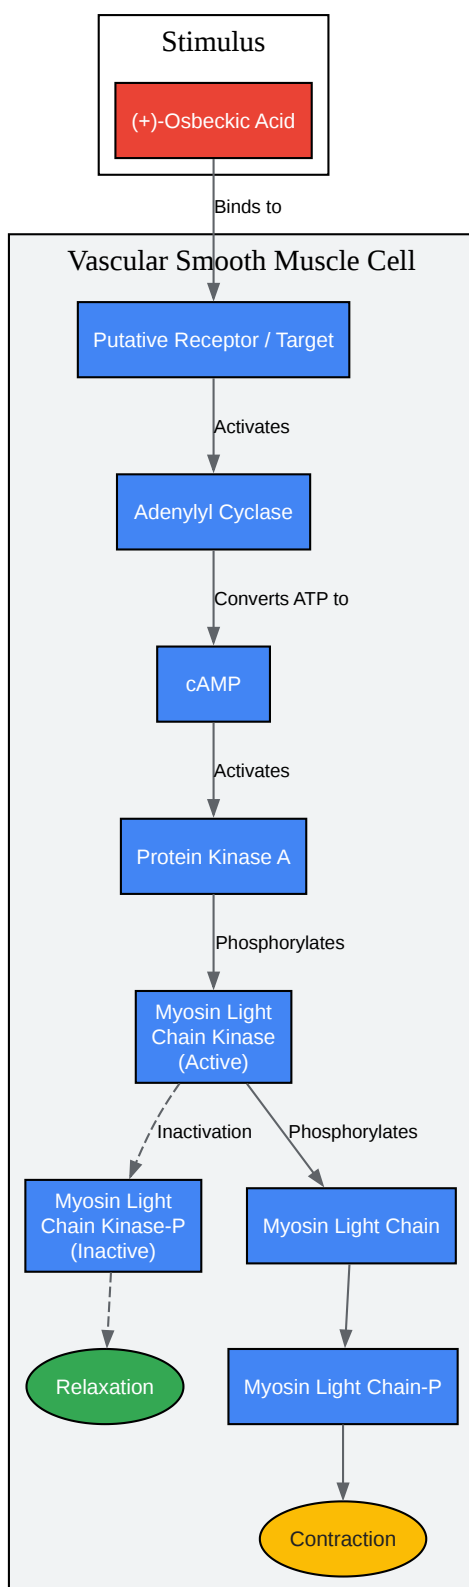 Stimulus
(+)-Osbeckic Acid
Binds to
Vascular Smooth Muscle Cell
Putative Receptor / Target
Activates
Adenylyl Cyclase
Converts ATP to
cAMP
Activates
Protein Kinase A
Phosphorylates
Myosin Light
Chain Kinase
(Active)
Inactivation
Phosphorylates
Myosin Light
Chain Kinase-P
(Inactive)
Myosin Light Chain
Relaxation
Myosin Light Chain-P
Contraction